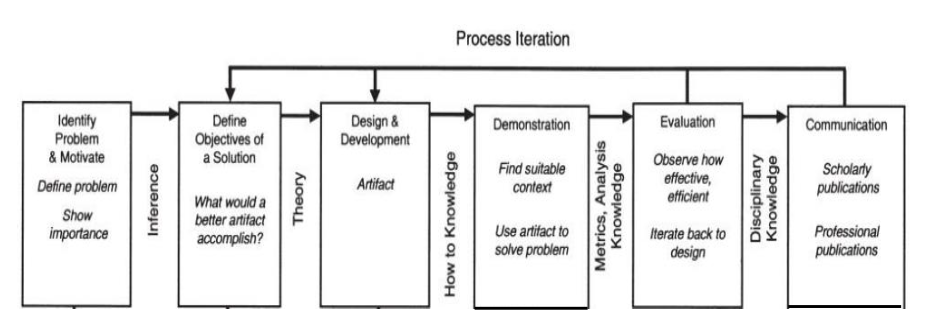 Process Iteration
Identify
Problem
& Motivate
Define problem
Show
importance
Inference
Define
Objectives of
a Solution
What would a
better artifact
accomplish?
Theory
Design &
Development
Artifact
How to Knowledge
Demonstration
Find suitable
context
Use artifact to
solve problem
Metrics, Analysis
Knowledge
Evaluation
Observe how
effective,
efficient
Iterate back to
design
Disciplinary
Knowledge
Communication
Scholarly
publications
Professional
publications